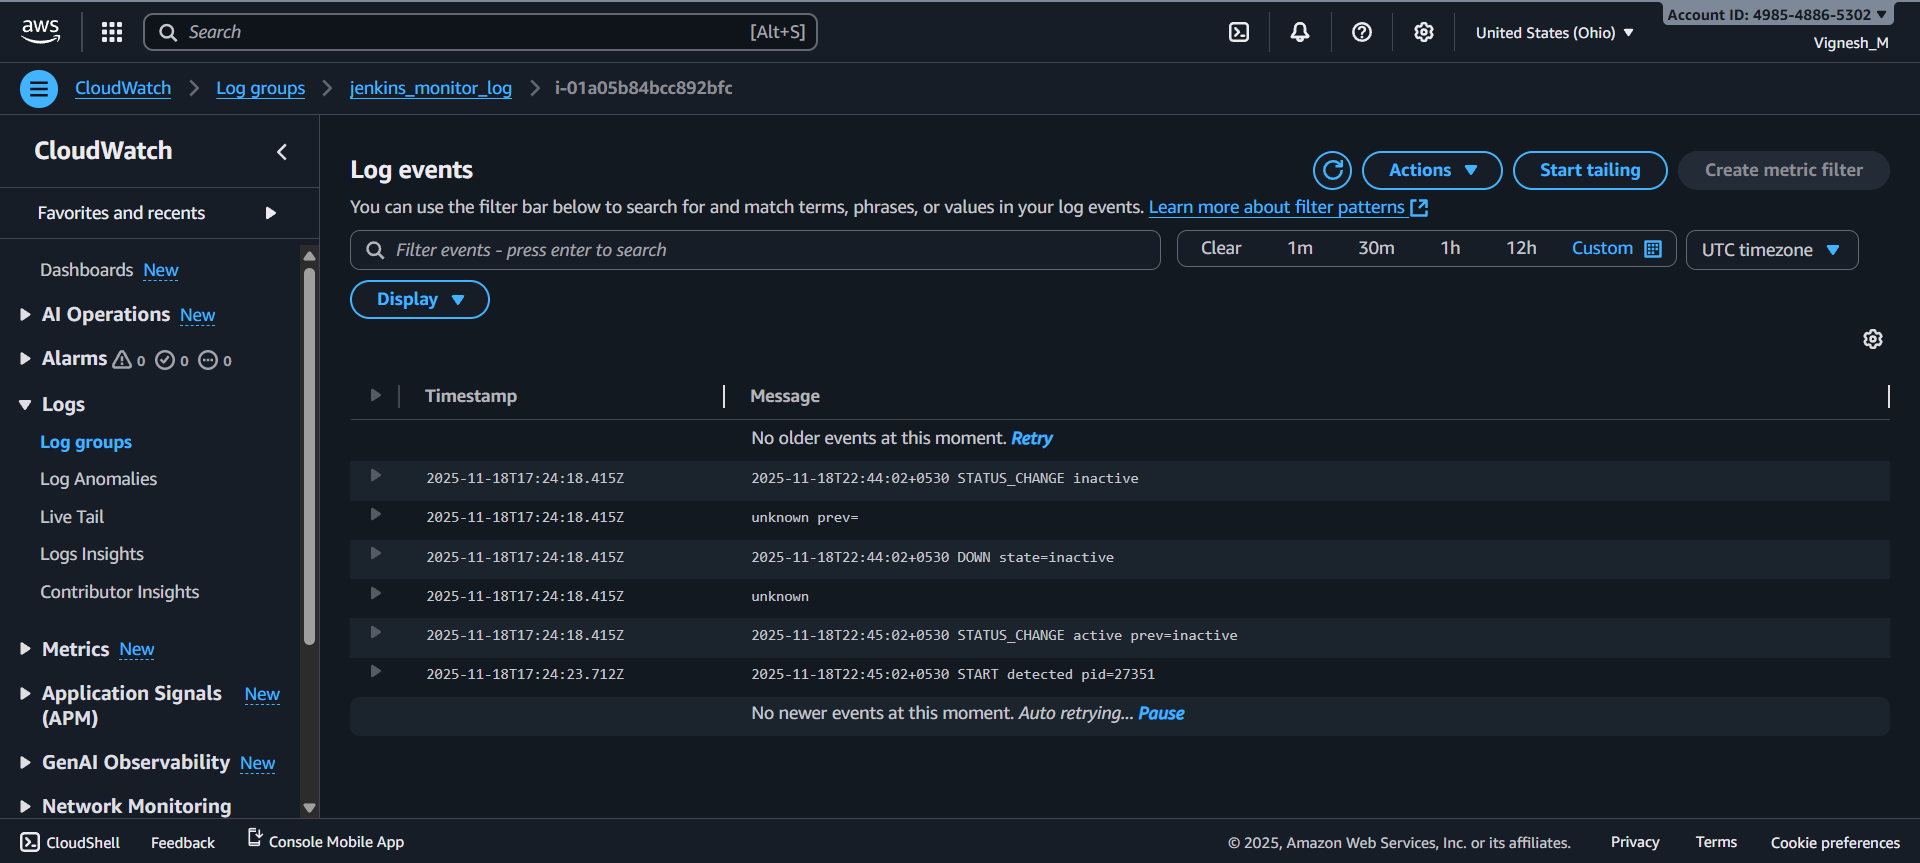 aws
Search [Alt+S]
United States (Ohio)
Account ID: 4985-4886-5302
Vignesh_M
CloudWatch
Log groups
jenkins_monitor_log
i-01a05b84bcc892bfc
CloudWatch
Favorites and recents
Dashboards New
AI Operations New
Alarms 0 0 0
Logs
Log groups
Log Anomalies
Live Tail
Logs Insights
Contributor Insights
Metrics New
Application Signals New
(APM)
GenAI Observability New
Network Monitoring
Log events
Actions
Start tailing
Create metric filter
You can use the filter bar below to search for and match terms, phrases, or values in your log events. Learn more about filter patterns
Filter events - press enter to search
Clear 1m 30m 1h 12h Custom
UTC timezone
Display
Timestamp Message
No older events at this moment. Retry
2025-11-18T17:24:18.415Z 2025-11-18T22:44:02+0530 STATUS_CHANGE inactive
2025-11-18T17:24:18.415Z unknown prev=
2025-11-18T17:24:18.415Z 2025-11-18T22:44:02+0530 DOWN state=inactive
2025-11-18T17:24:18.415Z unknown
2025-11-18T17:24:18.415Z 2025-11-18T22:45:02+0530 STATUS_CHANGE active prev=inactive
2025-11-18T17:24:23.712Z 2025-11-18T22:45:02+0530 START detected pid=27351
No newer events at this moment. Auto retrying... Pause
CloudShell Feedback Console Mobile App
© 2025, Amazon Web Services, Inc. or its affiliates. Privacy Terms Cookie preferences